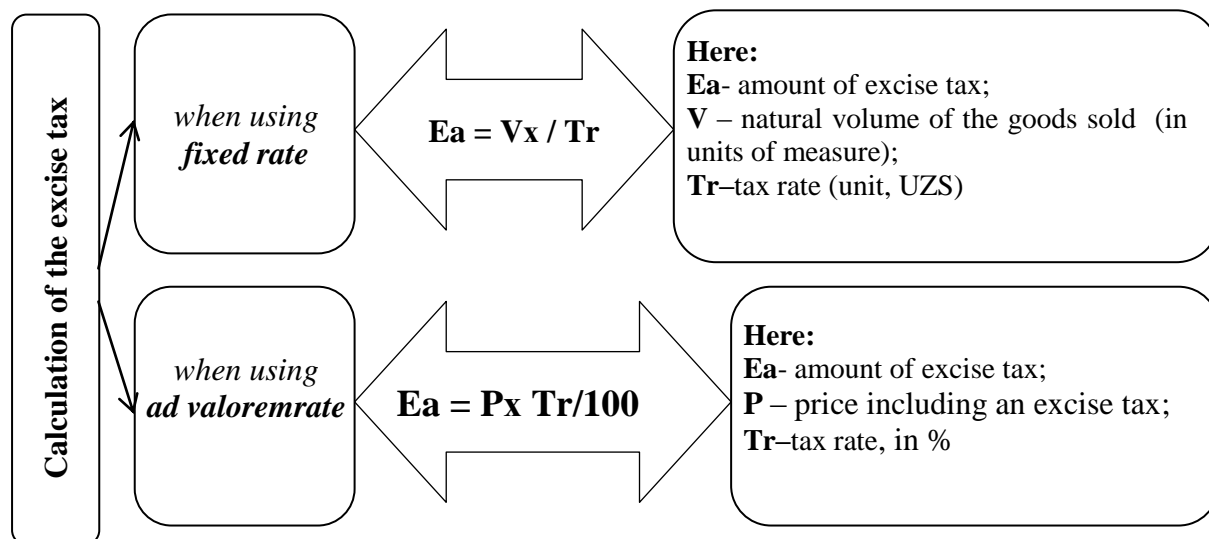 Calculation of the excise tax
when using
fixed rate
Ea = Vx / Tr
Here:
Ea- amount of excise tax;
V – natural volume of the goods sold (in
units of measure);
Tr–tax rate (unit, UZS)
when using
ad valoremrate
Ea = Px Tr/100
Here:
Ea- amount of excise tax;
P – price including an excise tax;
Tr–tax rate, in %